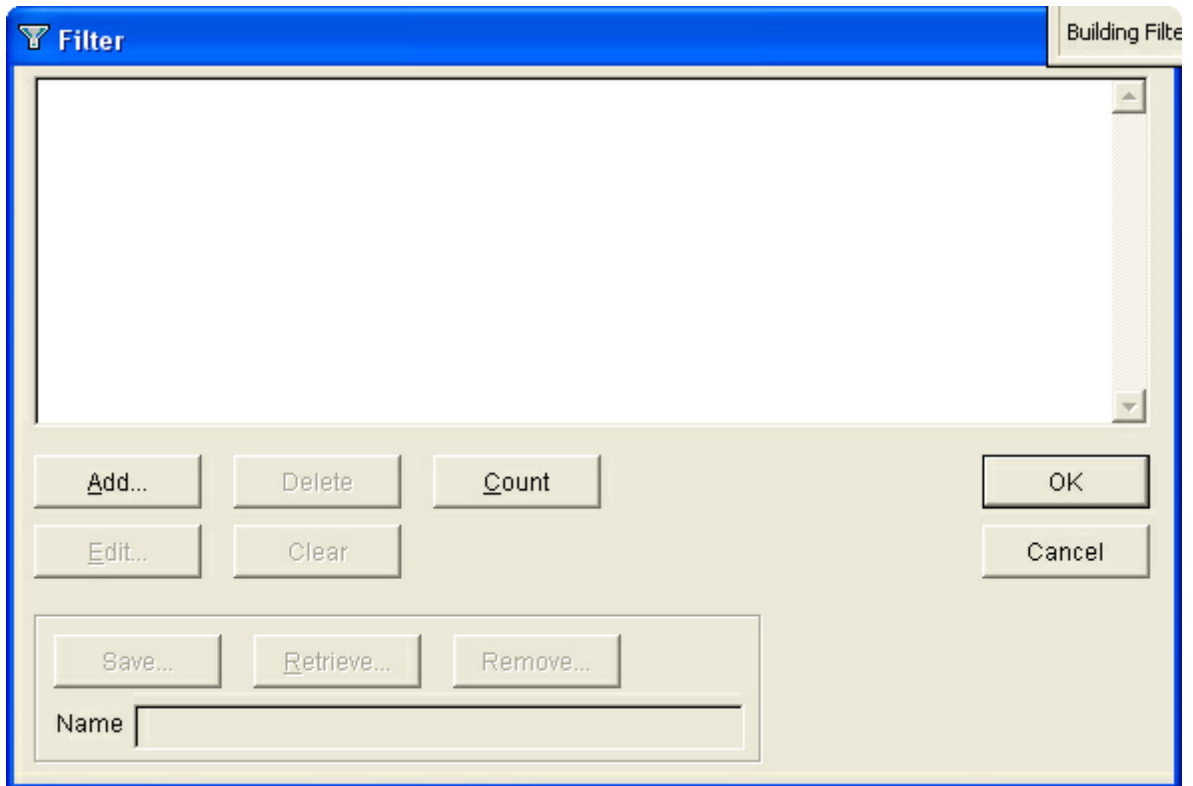 Filter
Building Filte
Add...
Delete
Count
OK
Edit...
Clear
Cancel
Save...
Retrieve...
Remove...
Name